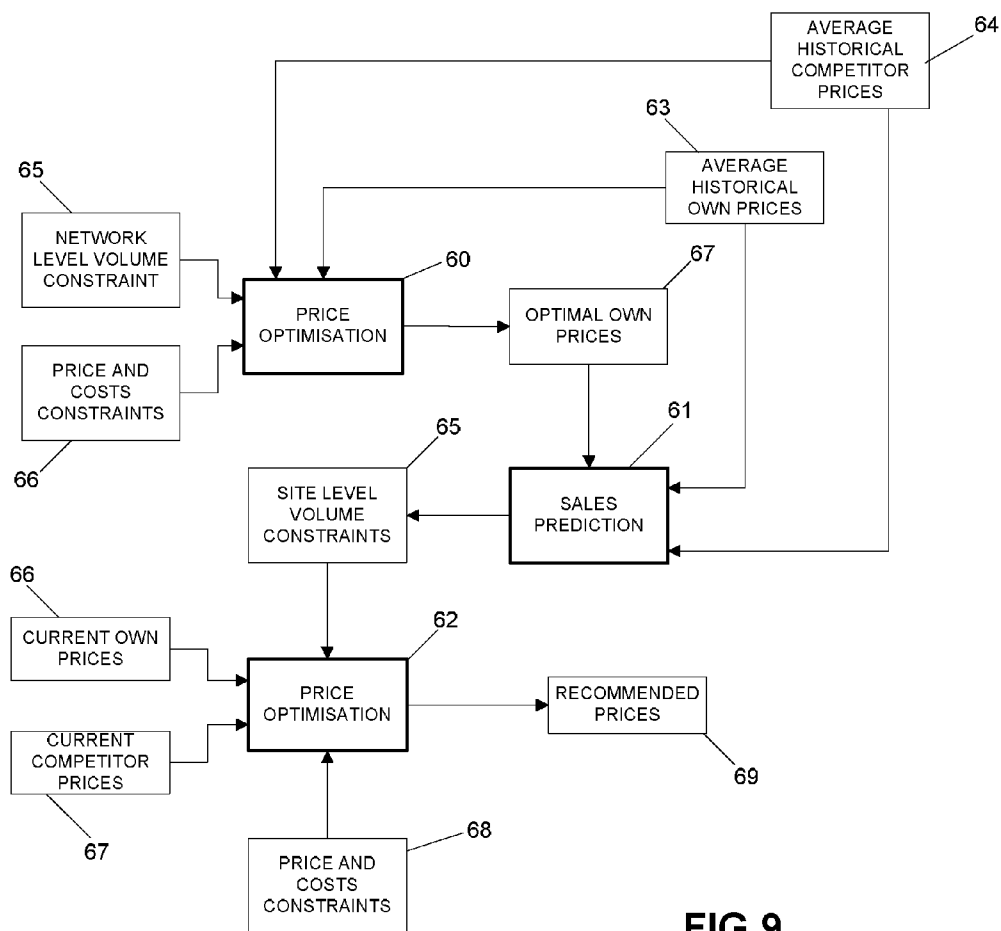 AVERAGE
HISTORICAL
COMPETITOR
PRICES
64
63
AVERAGE
HISTORICAL
OWN PRICES
65
NETWORK
LEVEL VOLUME
CONSTRAINT
60
PRICE
OPTIMISATION
67
OPTIMAL OWN
PRICES
PRICE AND
COSTS
CONSTRAINTS
66
61
SALES
PREDICTION
65
SITE LEVEL
VOLUME
CONSTRAINTS
66
CURRENT OWN
PRICES
62
PRICE
OPTIMISATION
RECOMMENDED
PRICES
69
CURRENT
COMPETITOR
PRICES
67
68
PRICE AND
COSTS
CONSTRAINTS
FIG 9